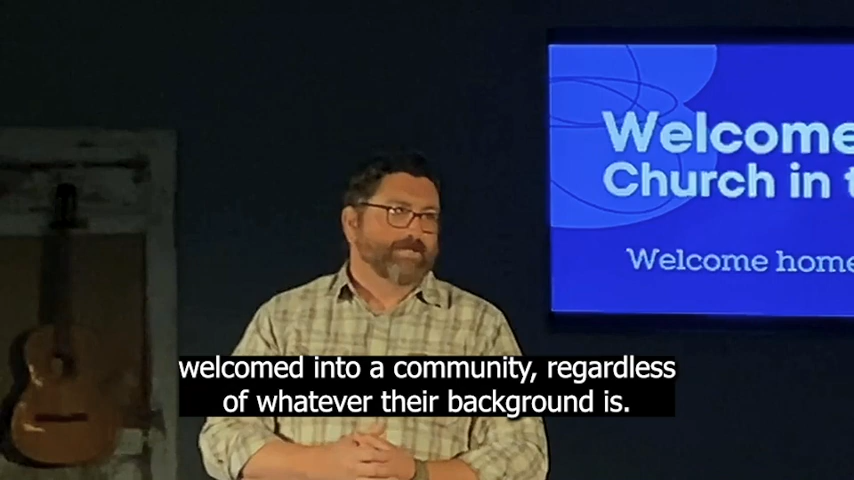 Welcome
Church in
Welcome home
welcomed into a community, regardless
of whatever their background is.